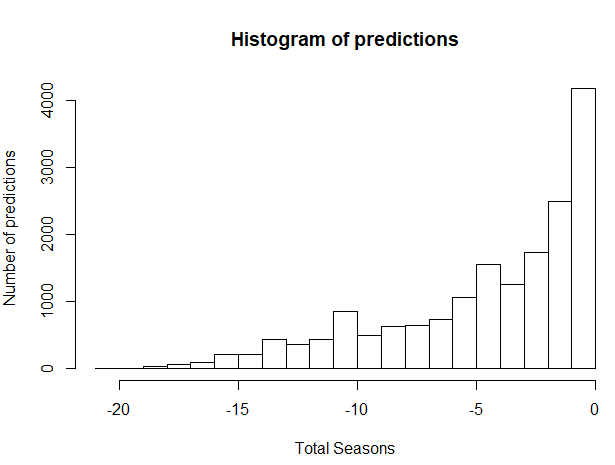 Histogram of predictions
Number of predictions
4000
3000
2000
1000
0
-20 -15 -10 -5 0
Total Seasons